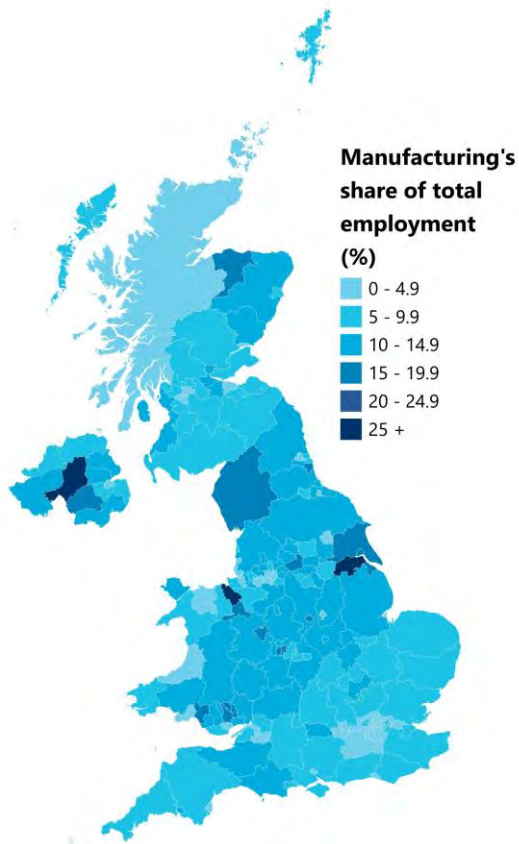 Manufacturing's
share of total
employment
(%)
0 - 4.9
5 - 9.9
10 - 14.9
15 - 19.9
20 - 24.9
25 +